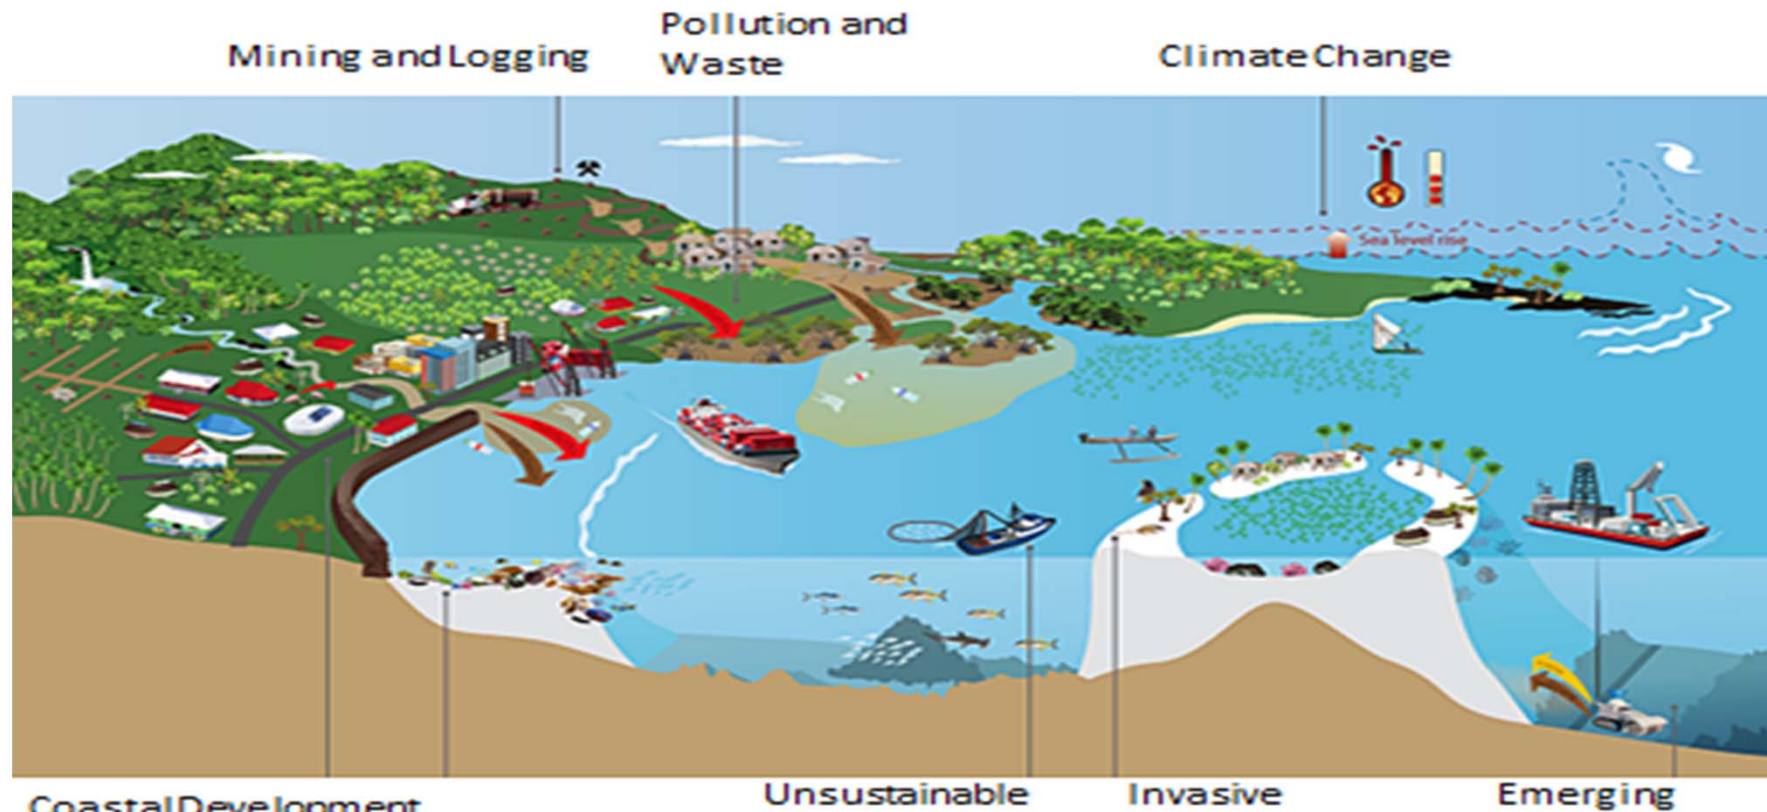 Pollution and
Mining and Logging
Waste
Climate Change
Sea level rise
Coastal Development
Unsustainable
Invasive
Emerging